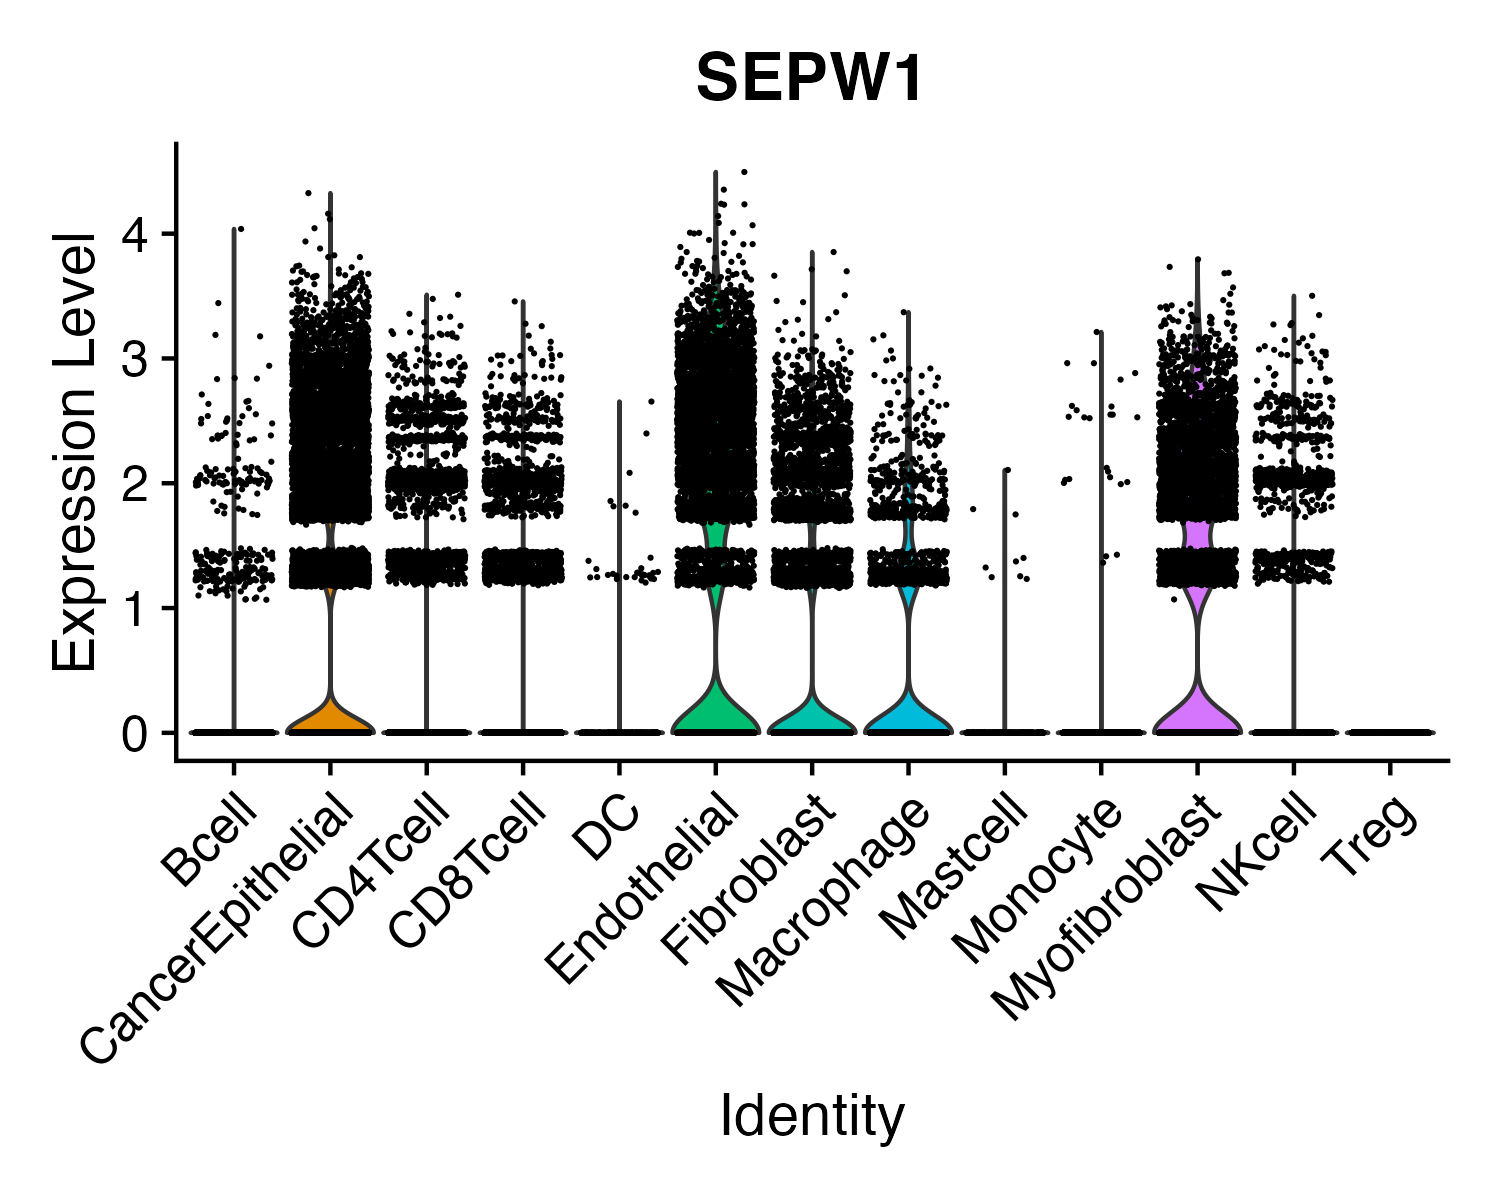 SEPW1
Expression Level
4
3
2
1
0
Bcell
CancerEpithelial
CD4Tcell
CD8Tcell
DC
Endothelial
Fibroblast
Macrophage
Mastcell
Monocyte
Myofibroblast
NKcell
Treg
Identity